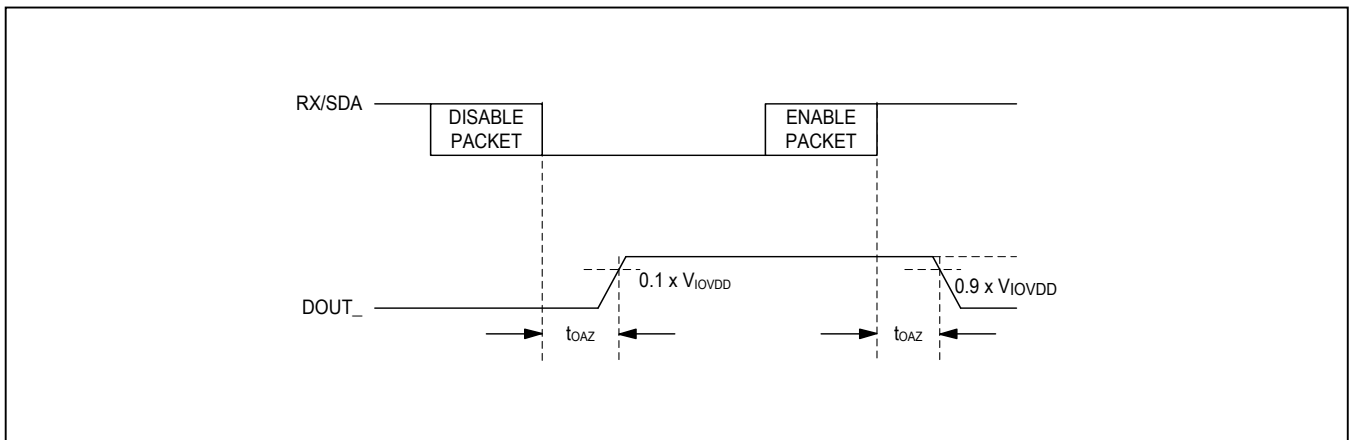 RX/SDA
DISABLE
PACKET
ENABLE
PACKET
0.1 x VIOVDD
0.9 x VIOVDD
DOUT_
tOAZ
tOAZ